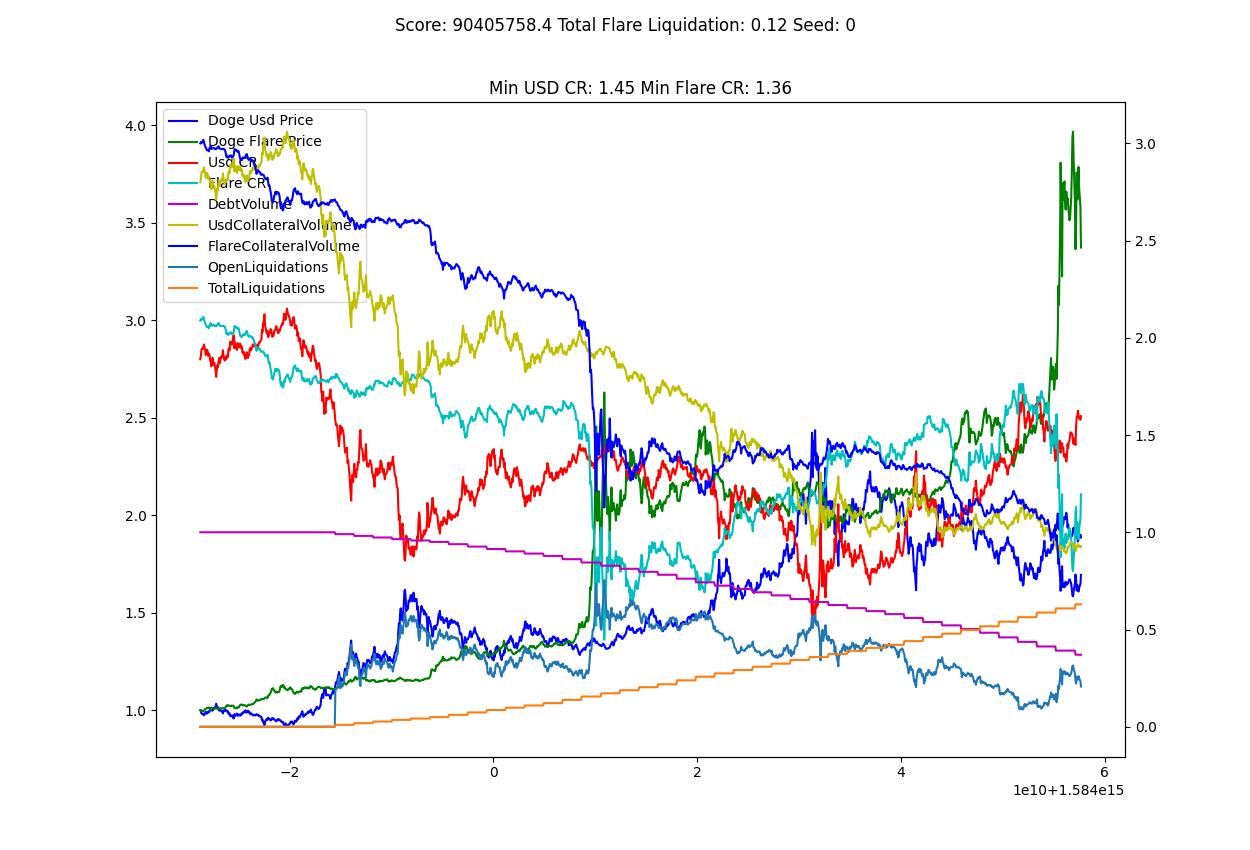 Score: 90405758.4 Total Flare Liquidation: 0.12 Seed: 0
Min USD CR: 1.45 Min Flare CR: 1.36
Doge Usd Price
Doge Flare Price
Usd CR
Flare CR
DebtVolume
UsdCollateralVolume
FlareCollateralVolume
OpenLiquidations
TotalLiquidations
4.0
3.5
3.0
2.5
2.0
1.5
1.0
3.0
2.5
2.0
1.5
1.0
0.5
0.0
−2 0 2 4 6
1e10+1.584e15